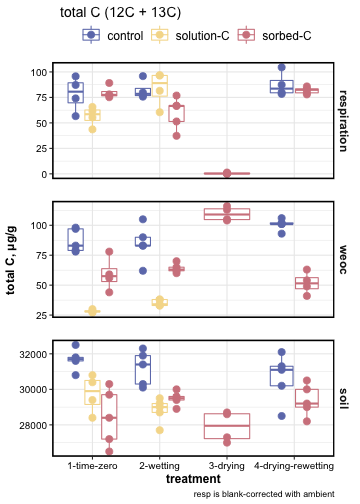 total C (12C + 13C)
control solution-C sorbed-C
100
75
50
25
0
respiration
100
75
50
25
weoc
total C, μg/g
32000
30000
28000
soil
1-time-zero 2-wetting 3-drying 4-drying-rewetting
treatment
resp is blank-corrected with ambient